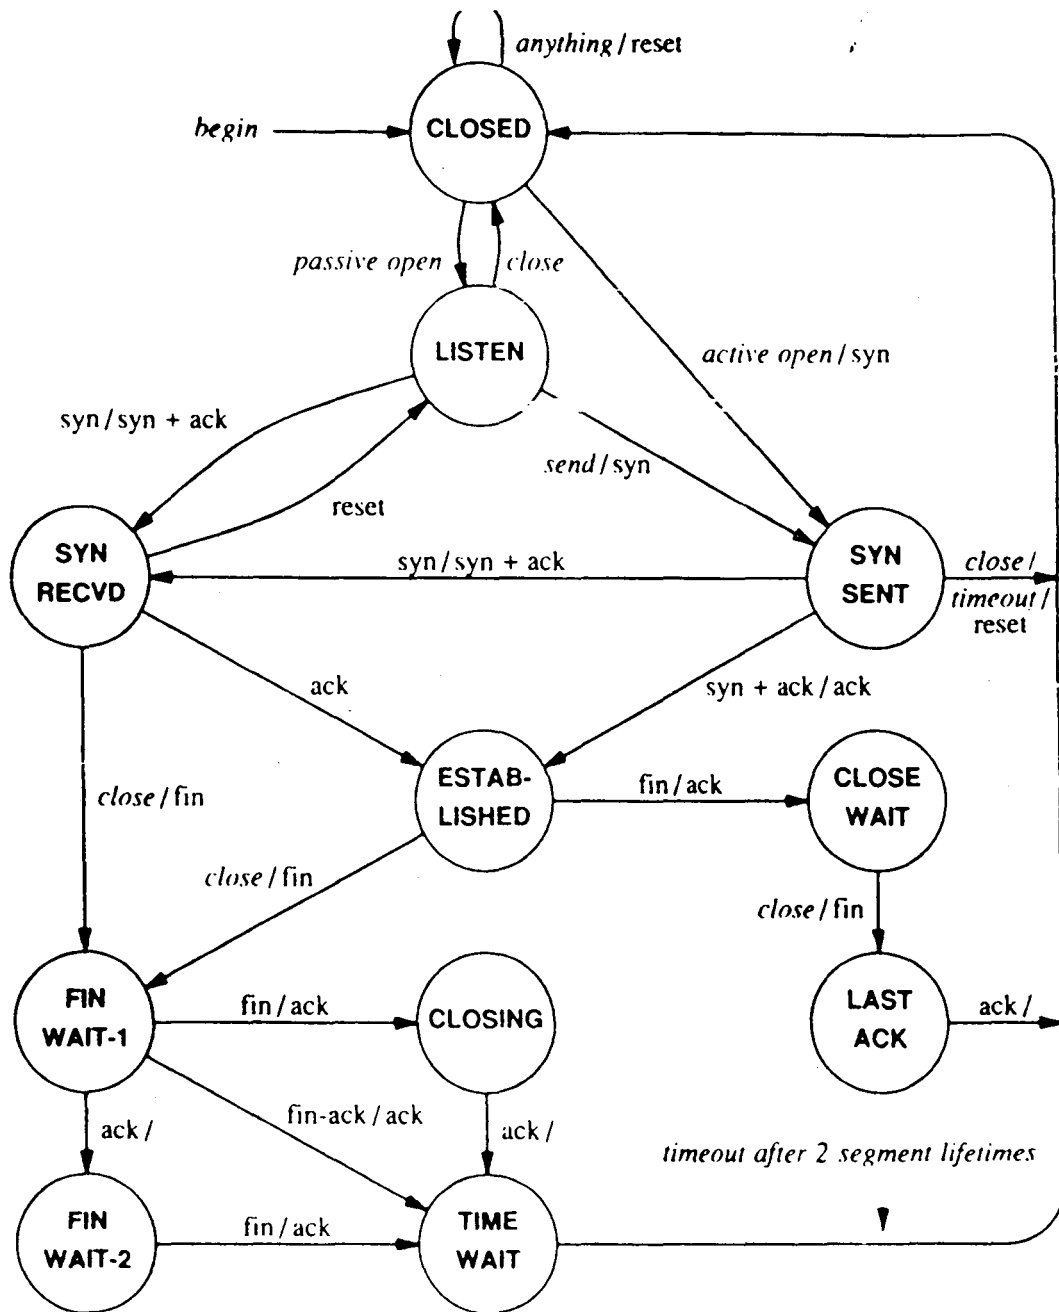 anything / reset
begin
CLOSED
passive open
close
LISTEN
active open / syn
syn / syn + ack
send / syn
reset
SYN
RECVD
syn / syn + ack
SYN
SENT
close /
timeout /
reset
ack
syn + ack / ack
close / fin
ESTAB-
LISHED
fin / ack
CLOSE
WAIT
close / fin
close / fin
FIN
WAIT-1
fin / ack
CLOSING
LAST
ACK
ack /
ack /
fin-ack / ack
ack /
timeout after 2 segment lifetimes
FIN
WAIT-2
fin / ack
TIME
WAIT